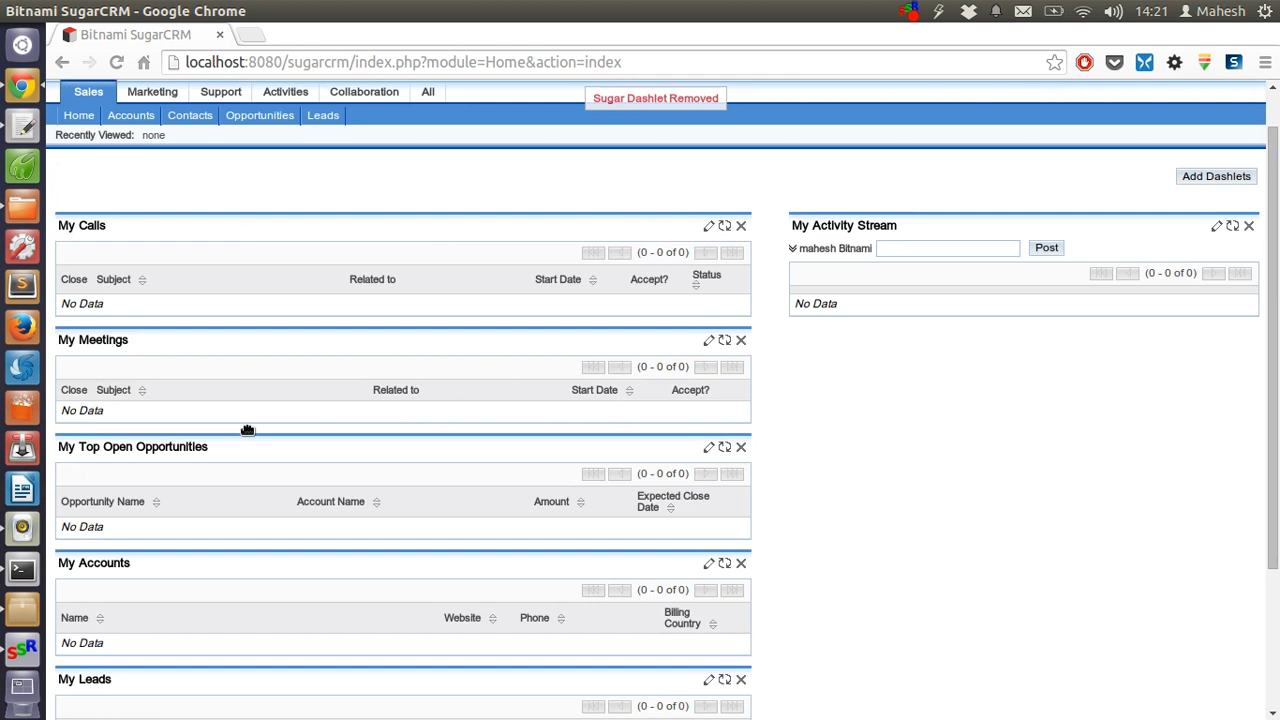 Bitnami SugarCRM - Google Chrome
14:21 Mahesh
Bitnami SugarCRM ×
localhost:8080/sugarcrm/index.php?module=Home&action=index
Sales Marketing Support Activities Collaboration All
Sugar Dashlet Removed
Home Accounts Contacts Opportunities Leads
Recently Viewed: none
Add Dashlets
My Calls
(0 - 0 of 0)
Close Subject Related to Start Date Accept? Status
No Data
My Activity Stream
mahesh Bitnami Post
(0 - 0 of 0)
No Data
My Meetings
(0 - 0 of 0)
Close Subject Related to Start Date Accept?
No Data
My Top Open Opportunities
(0 - 0 of 0)
Opportunity Name Account Name Amount Expected Close
Date
No Data
My Accounts
(0 - 0 of 0)
Name Website Phone Billing
Country
No Data
My Leads
(0 - 0 of 0)